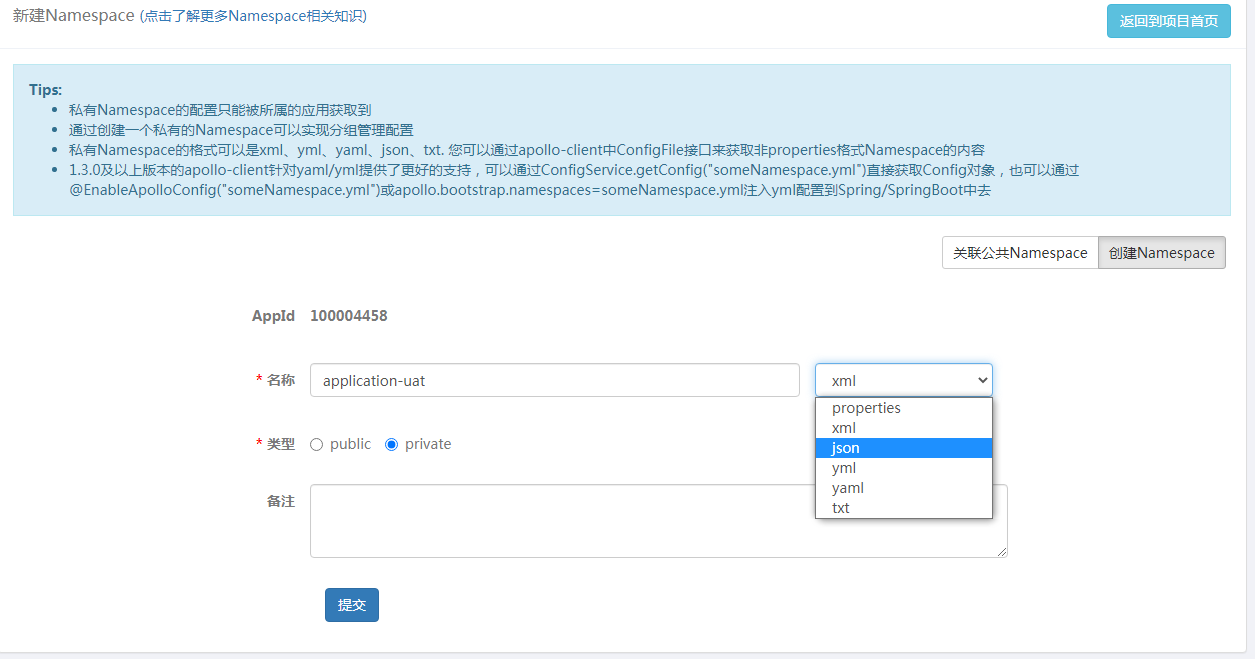 新建Namespace (点击了解更多Namespace相关知识)
返回到项目首页
Tips:
私有Namespace的配置只能被所属的应用获取到
通过创建一个私有的Namespace可以实现分组管理配置
私有Namespace的格式可以是xml、yml、yaml、json、txt. 您可以通过apollo-client中ConfigFile接口来获取非properties格式Namespace的内容
1.3.0及以上版本的apollo-client针对yaml/yml提供了更好的支持，可以通过ConfigService.getConfig("someNamespace.yml")直接获取Config对象，也可以通过
@EnableApolloConfig("someNamespace.yml")或apollo.bootstrap.namespaces=someNamespace.yml注入yml配置到Spring/SpringBoot中去
关联公共Namespace 创建Namespace
AppId 100004458
* 名称 application-uat xml
properties
xml
json
yml
yaml
txt
* 类型 public private
备注
提交